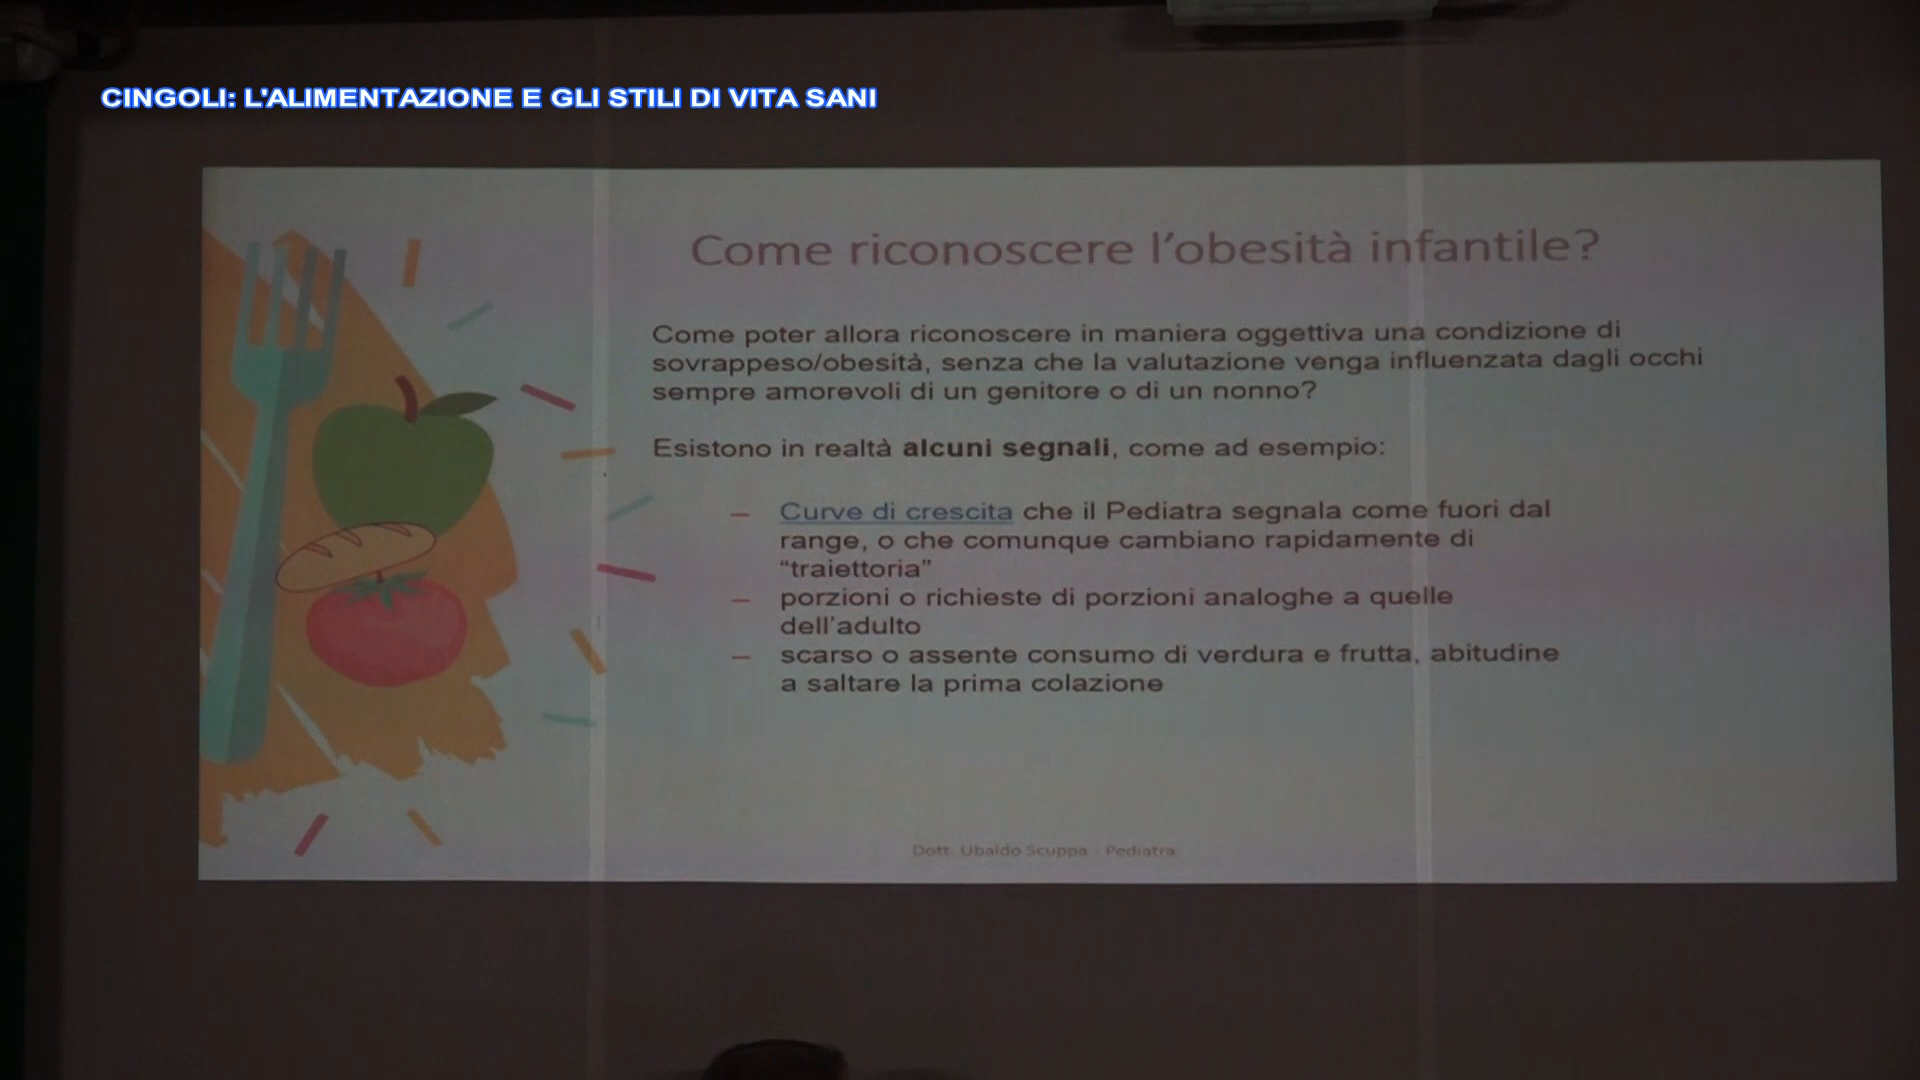 CINGOLI: L'ALIMENTAZIONE E GLI STILI DI VITA SANI
Come riconoscere l'obesità infantile?
Come poter allora riconoscere in maniera oggettiva una condizione di
sovrappeso/obesità, senza che la valutazione venga influenzata dagli occhi
sempre amorevoli di un genitore o di un nonno?
Esistono in realtà alcuni segnali, come ad esempio:
– Curve di crescita che il Pediatra segnala come fuori dal
range, o che comunque cambiano rapidamente di
“traiettoria”
– porzioni o richieste di porzioni analoghe a quelle
dell'adulto
– scarso o assente consumo di verdura e frutta, abitudine
a saltare la prima colazione
Dott. Ubaldo Scuppa - Pediatra